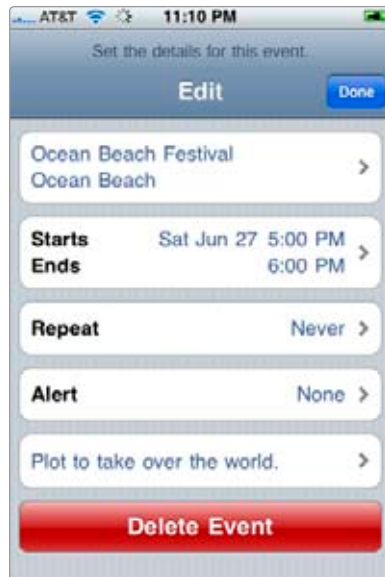 AT&T 11:10 PM
Set the details for this event.
Edit
Done
Ocean Beach Festival
Ocean Beach
Starts Sat Jun 27 5:00 PM
Ends 6:00 PM
Repeat Never
Alert None
Plot to take over the world.
Delete Event